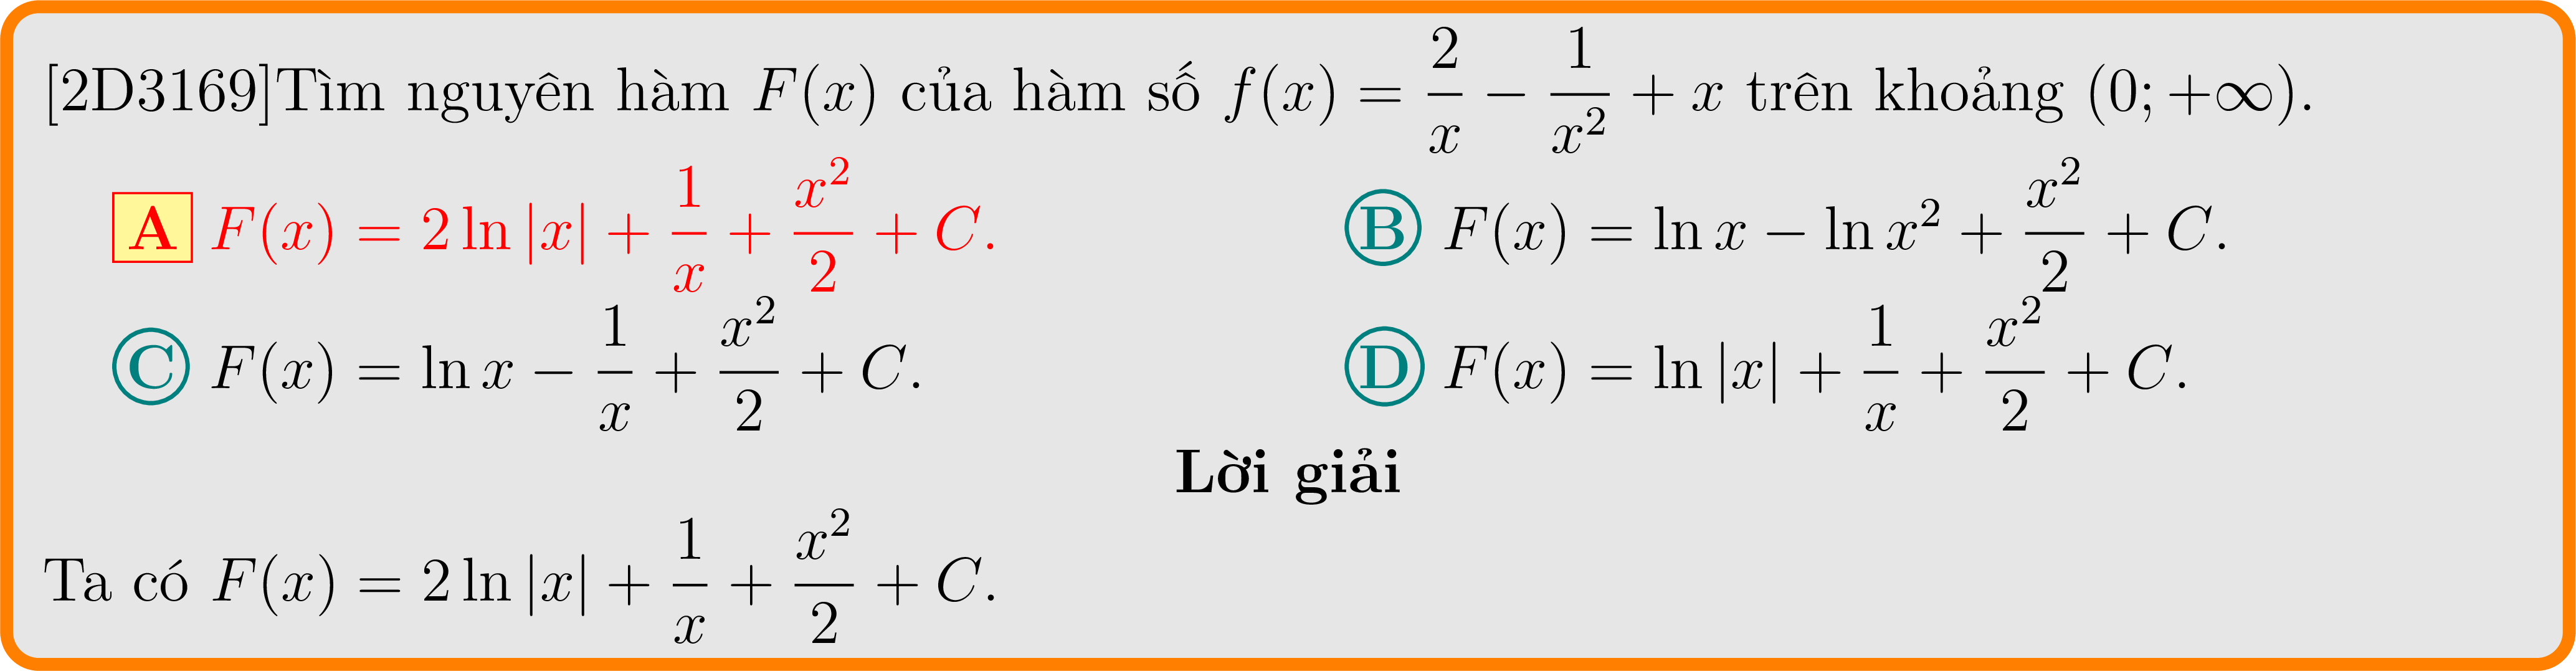 [2D3169]Tìm nguyên hàm F(x) của hàm số f(x) = \frac{2}{x} − \frac{1}{x^2} + x trên khoảng (0; +∞).
A F(x) = 2 ln |x| + \frac{1}{x} + \frac{x^2}{2} + C. B F(x) = ln x − ln x^2 + \frac{x^2}{2} + C.
C F(x) = ln x − \frac{1}{x} + \frac{x^2}{2} + C. D F(x) = ln |x| + \frac{1}{x} + \frac{x^2}{2} + C.
Lời giải
Ta có F(x) = 2 ln |x| + \frac{1}{x} + \frac{x^2}{2} + C.